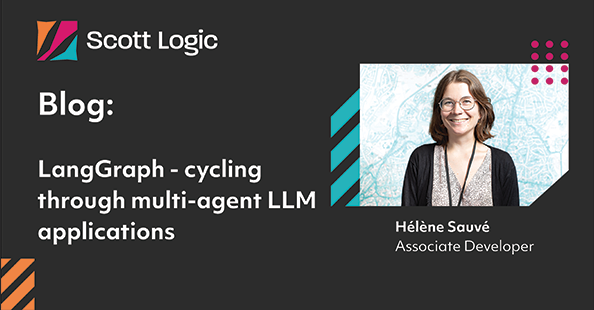 Scott Logic
Blog:
LangGraph - cycling
through multi-agent LLM
applications
Hélène Sauvé
Associate Developer